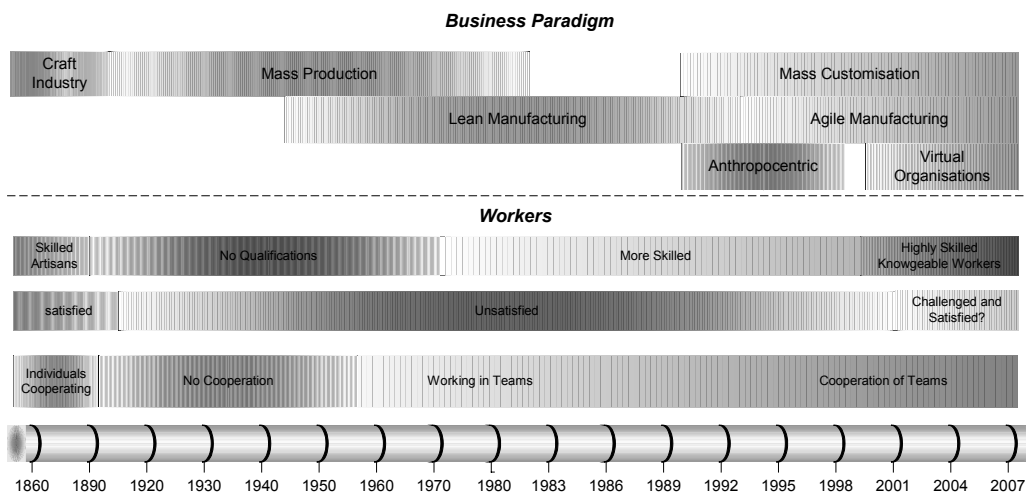 Business Paradigm
Craft
Industry
Mass Production
Mass Customisation
Lean Manufacturing
Agile Manufacturing
Anthropocentric
Virtual
Organisations
Workers
Skilled
Artisans
No Qualifications
More Skilled
Highly Skilled
Knowgeable Workers
satisfied
Unsatisfied
Challenged and
Satisfied?
Individuals
Cooperating
No Cooperation
Working in Teams
Cooperation of Teams
1860 1890 1920 1930 1940 1950 1960 1970 1980 1983 1986 1989 1992 1995 1998 2001 2004 2007